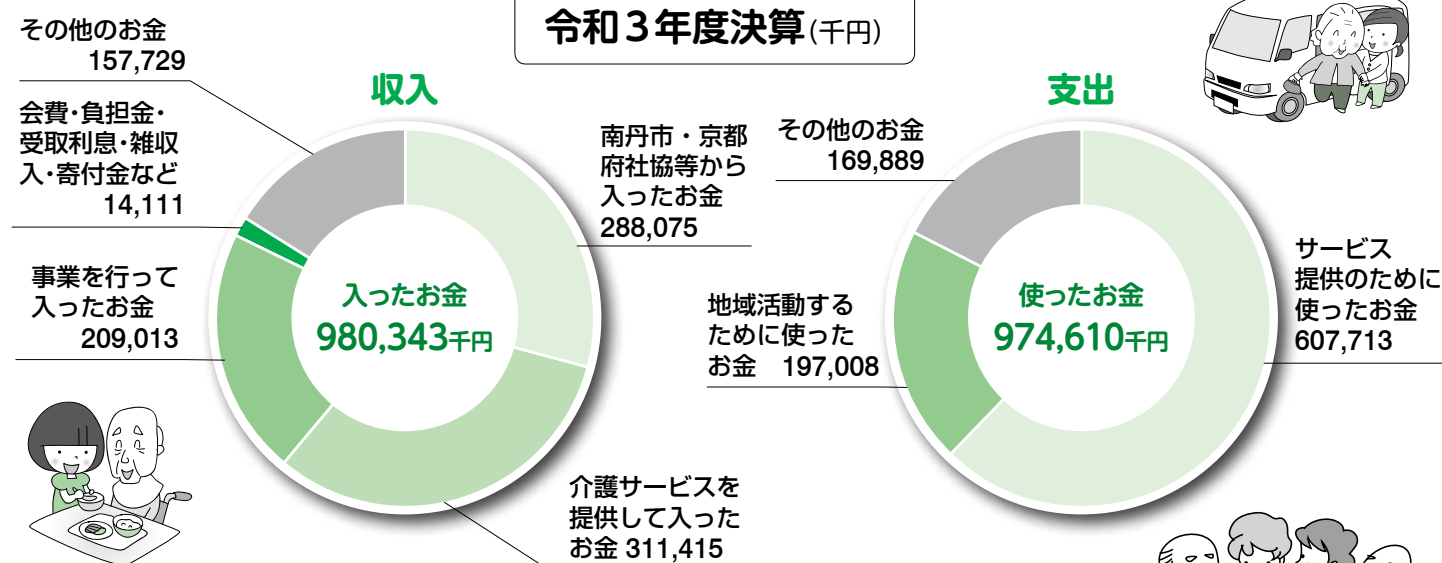 令和3年度決算(千円)
収入
その他のお金
157,729
会費・負担金・
受取利息・雑収
入・寄付金など
14,111
事業を行って
入ったお金
209,013
入ったお金
980,343千円
南丹市・京都
府社協等から
入ったお金
288,075
介護サービスを
提供して入った
お金 311,415
支出
その他のお金
169,889
地域活動する
ために使った
お金 197,008
使ったお金
974,610千円
サービス
提供のために
使ったお金
607,713